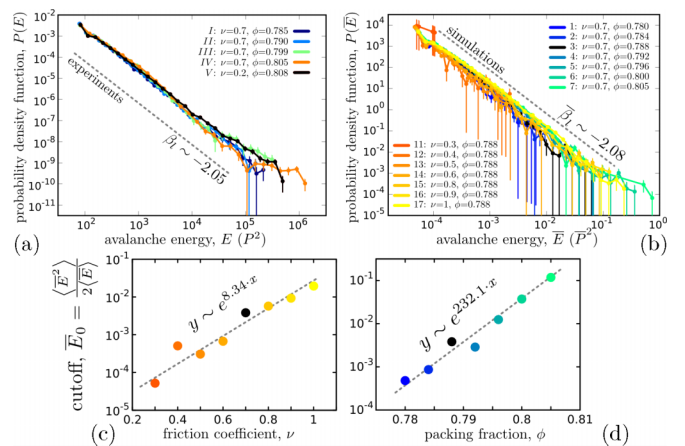 probability density function, P(E)
10^-2
10^-3
10^-4
10^-5
10^-6
10^-7
10^-8
10^-9
10^-10
10^-11
I: ν=0.7, ϕ=0.785
II: ν=0.7, ϕ=0.790
III: ν=0.7, ϕ=0.799
IV: ν=0.7, ϕ=0.805
V: ν=0.2, ϕ=0.808
experiments
β̄₁ ~ −2.05
10^2
10^3
10^4
10^5
10^6
(a)
avalanche energy, E (P^2)
probability density function, P(E̅)
10^4
10^3
10^2
10^1
10^0
10^-1
10^-2
10^-3
10^-4
10^-5
simulations
1: ν=0.7, ϕ=0.780
2: ν=0.7, ϕ=0.784
3: ν=0.7, ϕ=0.788
4: ν=0.7, ϕ=0.792
5: ν=0.7, ϕ=0.796
6: ν=0.7, ϕ=0.800
7: ν=0.7, ϕ=0.805
β̄₁ ~ −2.08
11: ν=0.3, ϕ=0.788
12: ν=0.4, ϕ=0.788
13: ν=0.5, ϕ=0.788
14: ν=0.6, ϕ=0.788
15: ν=0.8, ϕ=0.788
16: ν=0.9, ϕ=0.788
17: ν=1, ϕ=0.788
10^-4
10^-3
10^-2
10^-1
10^0
avalanche energy, E̅ (P̅^2)
(b)
cutoff, E̅₀ = ⟨E̅^2⟩ / 2⟨E̅⟩
10^-1
10^-2
10^-3
10^-4
10^-5
y ~ e^8.34·x
0.2
0.4
0.6
0.8
1
(c)
friction coefficient, ν
10^-1
10^-2
10^-3
10^-4
y ~ e^232.1·x
0.78
0.79
0.8
0.81
packing fraction, ϕ
(d)